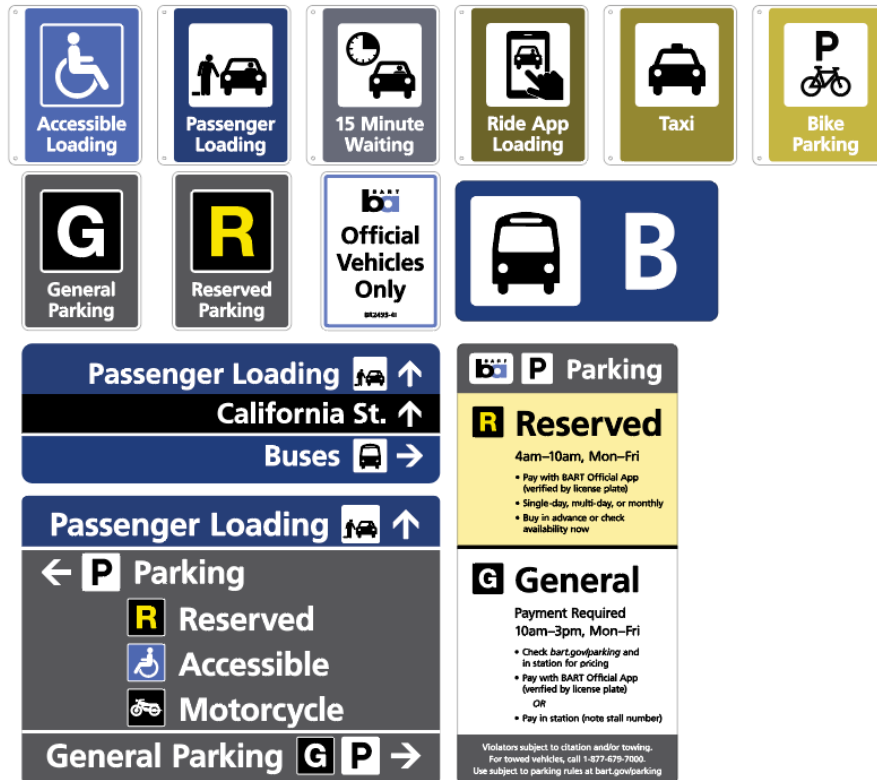 Accessible
Loading
Passenger
Loading
15 Minute
Waiting
Ride App
Loading
Taxi
P
Bike
Parking
G
General
Parking
R
Reserved
Parking
BART
ba
Official
Vehicles
Only
B
Passenger Loading
California St.
Buses
Passenger Loading
P Parking
R Reserved
Accessible
Motorcycle
General Parking G P
BART
ba P Parking
R Reserved
4am–10am, Mon–Fri
• Pay with BART Official App
(verified by license plate)
• Single-day, multi-day, or monthly
• Buy in advance or check
availability now
G General
Payment Required
10am–3pm, Mon–Fri
• Check bart.gov/parking and
in station for pricing
• Pay with BART Official App
(verified by license plate)
OR
• Pay in station (note stall number)
Violators subject to citation and/or towing.
For towed vehicles, call 1-877-679-7000.
Use subject to parking rules at bart.gov/parking